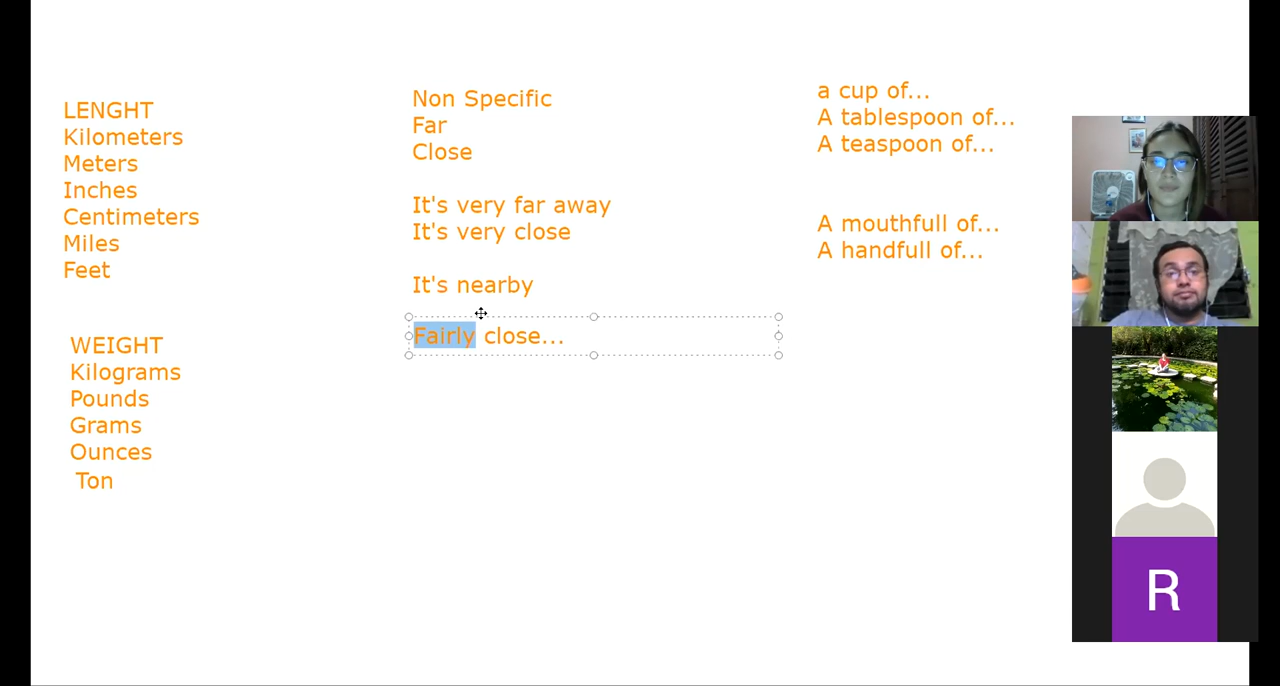 LENGHT
Kilometers
Meters
Inches
Centimeters
Miles
Feet
WEIGHT
Kilograms
Pounds
Grams
Ounces
Ton
Non Specific
Far
Close
It's very far away
It's very close
It's nearby
Fairly close...
a cup of...
A tablespoon of...
A teaspoon of...
A mouthfull of...
A handfull of...
R